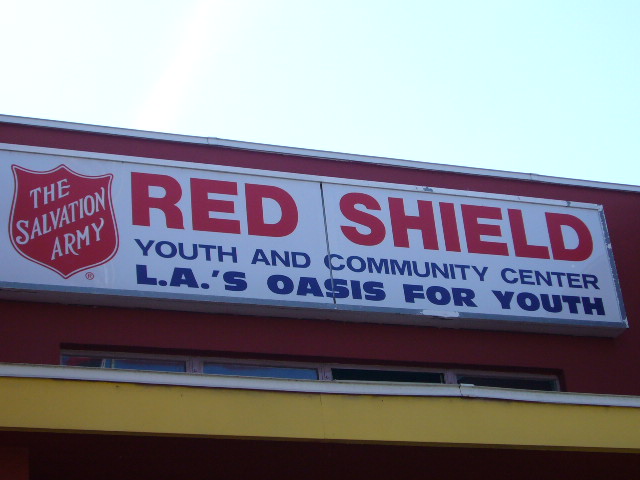 THE
SALVATION
ARMY
®
RED SHIELD
YOUTH AND COMMUNITY CENTER
L.A.'S OASIS FOR YOUTH